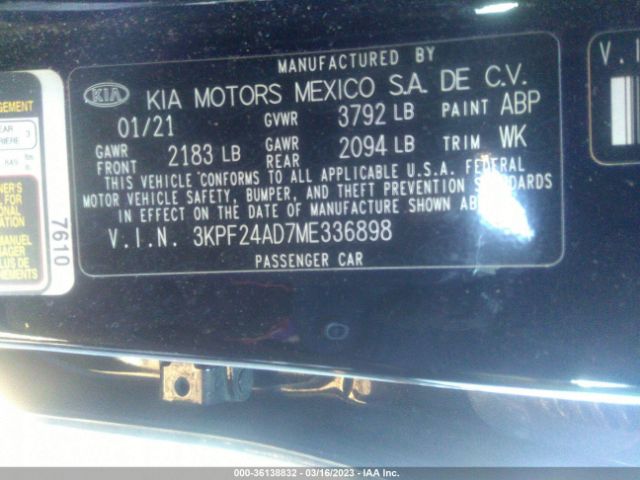 MANUFACTURED BY
KIA KIA MOTORS MEXICO S.A. DE C.V.
01/21 GVWR 3792 LB PAINT ABP
GAWR FRONT 2183 LB GAWR REAR 2094 LB TRIM WK
THIS VEHICLE CONFORMS TO ALL APPLICABLE U.S.A. FEDERAL
MOTOR VEHICLE SAFETY, BUMPER, AND THEFT PREVENTION STANDARDS
IN EFFECT ON THE DATE OF MANUFACTURE SHOWN
V.I.N. 3KPF24AD7ME336898
PASSENGER CAR
7610
V.I.
000-36138832 - 03/16/2023 - IAA, Inc.